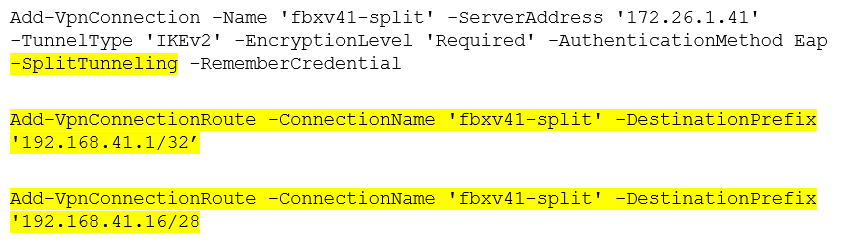 Add-VpnConnection -Name 'fbxv41-split' -ServerAddress '172.26.1.41'
-TunnelType 'IKEv2' -EncryptionLevel 'Required' -AuthenticationMethod Eap
-SplitTunneling -RememberCredential
Add-VpnConnectionRoute -ConnectionName 'fbxv41-split' -DestinationPrefix
'192.168.41.1/32’
Add-VpnConnectionRoute -ConnectionName 'fbxv41-split' -DestinationPrefix
'192.168.41.16/28